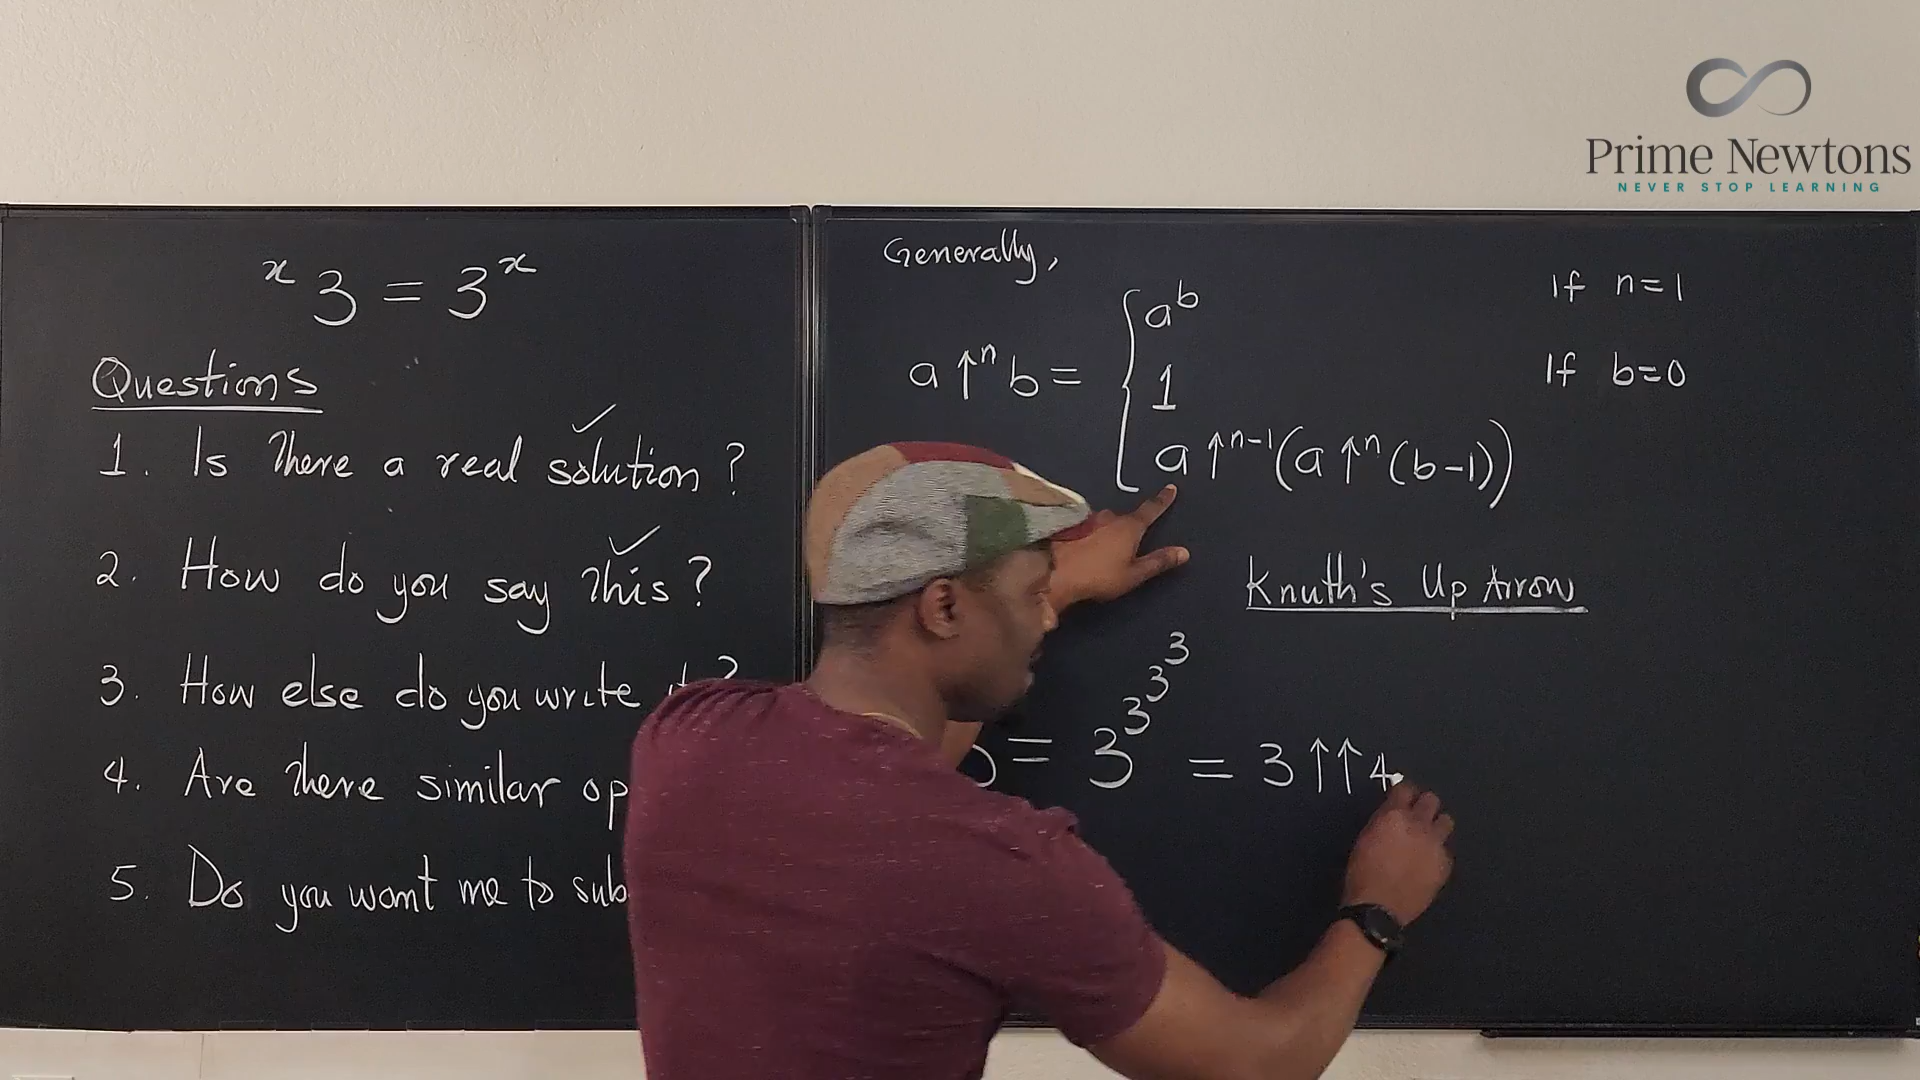 Prime Newtons
NEVER STOP LEARNING
ˣ3 = 3ˣ
Questions
1. Is there a real solution? ✓
2. How do you say this? ✓
3. How else do you write
4. Are there similar
5. Do you want me to
Generally,
a↑ⁿb = { aᵇ if n=1
1 if b=0
a↑ⁿ⁻¹(a↑ⁿ(b-1))
Knuth's Up Arrow
= 3^3^3^3 = 3↑↑4